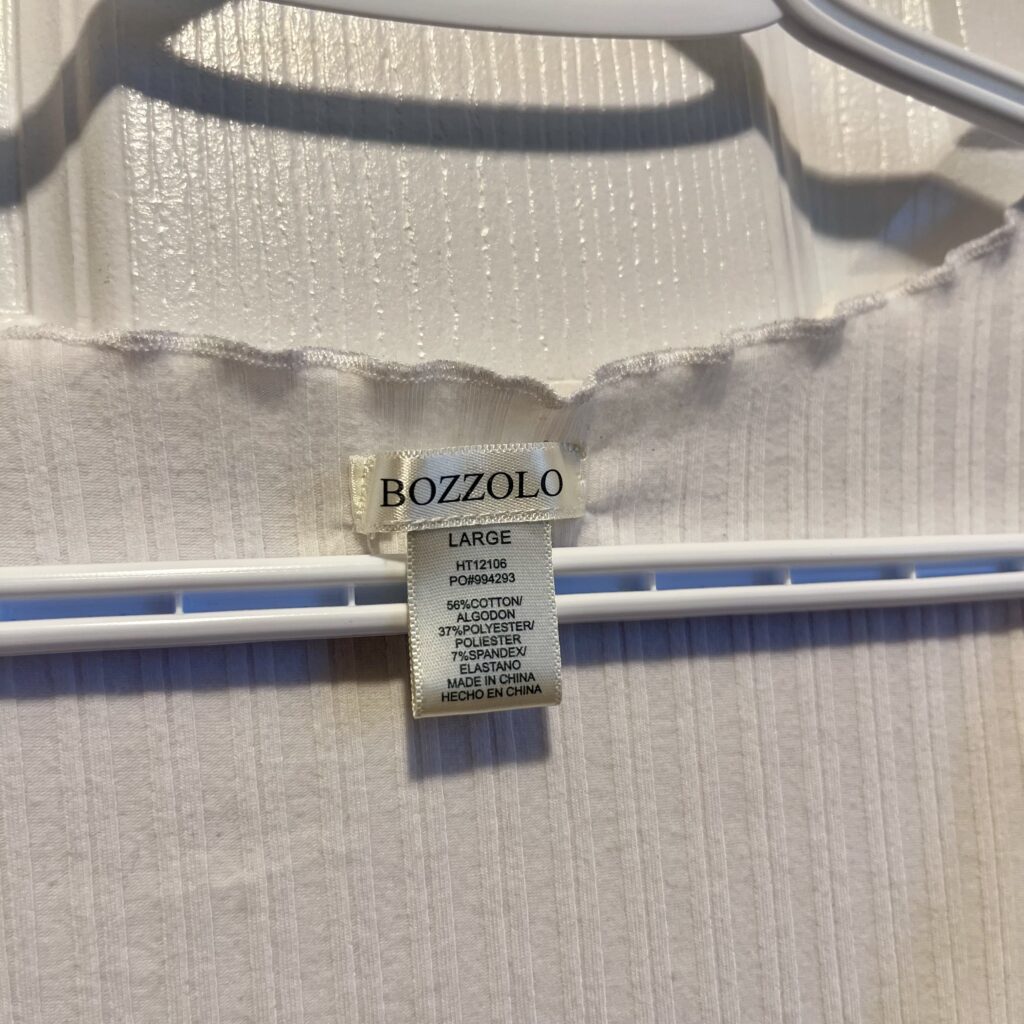 BOZZOLO
LARGE
HT12106
PO#994293
56%COTTON/
ALGODON
37%POLYESTER/
POLIESTER
7%SPANDEX/
ELASTANO
MADE IN CHINA
HECHO EN CHINA